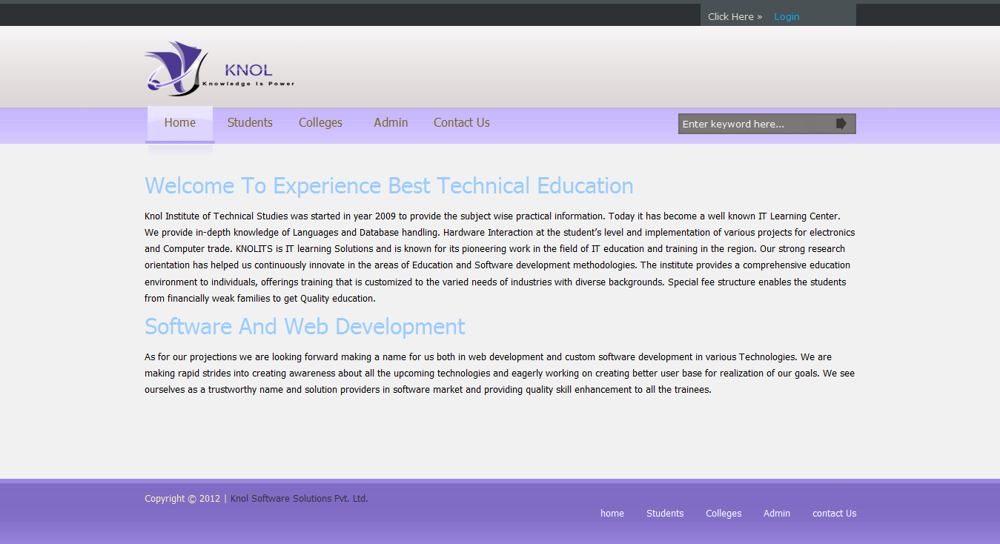 Click Here » Login
KNOL
Knowledge Is Power
Home Students Colleges Admin Contact Us Enter keyword here...
Welcome To Experience Best Technical Education
Knol Institute of Technical Studies was started in year 2009 to provide the subject wise practical information. Today it has become a well known IT Learning Center.
We provide in-depth knowledge of Languages and Database handling. Hardware Interaction at the student’s level and implementation of various projects for electronics
and Computer trade. KNOLITS is IT learning Solutions and is known for its pioneering work in the field of IT education and training in the region. Our strong research
orientation has helped us continuously innovate in the areas of Education and Software development methodologies. The institute provides a comprehensive education
environment to individuals, offerings training that is customized to the varied needs of industries with diverse backgrounds. Special fee structure enables the students
from financially weak families to get Quality education.
Software And Web Development
As for our projections we are looking forward making a name for us both in web development and custom software development in various Technologies. We are
making rapid strides into creating awareness about all the upcoming technologies and eagerly working on creating better user base for realization of our goals. We see
ourselves as a trustworthy name and solution providers in software market and providing quality skill enhancement to all the trainees.
Copyright © 2012 | Knol Software Solutions Pvt. Ltd.
home Students Colleges Admin contact Us